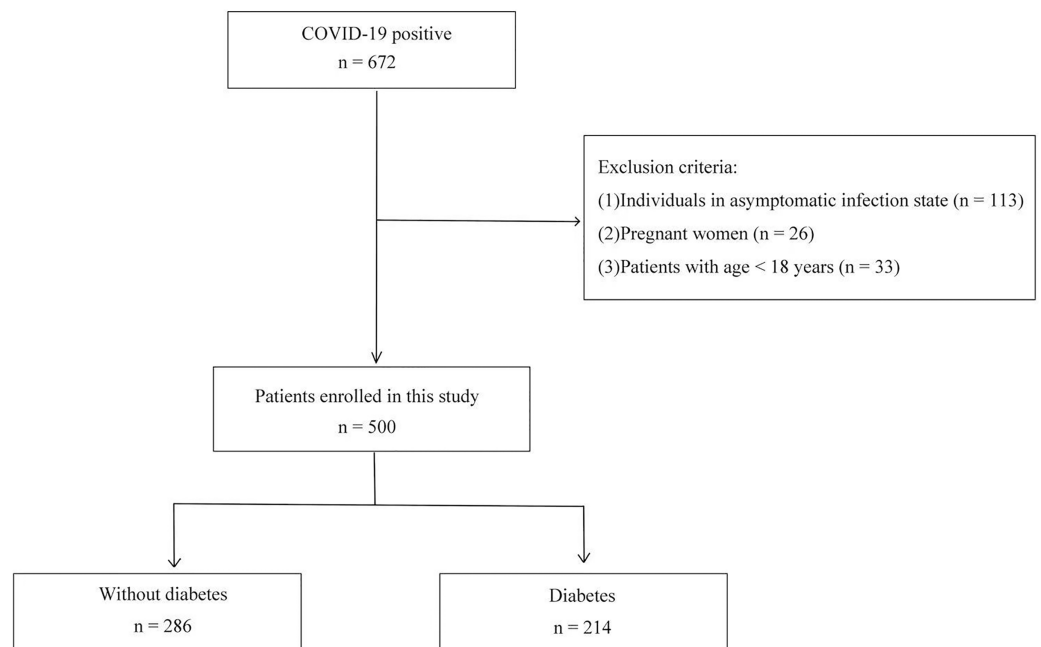 COVID-19 positive
n = 672
Exclusion criteria:
(1)Individuals in asymptomatic infection state (n = 113)
(2)Pregnant women (n = 26)
(3)Patients with age < 18 years (n = 33)
Patients enrolled in this study
n = 500
Without diabetes
n = 286
Diabetes
n = 214